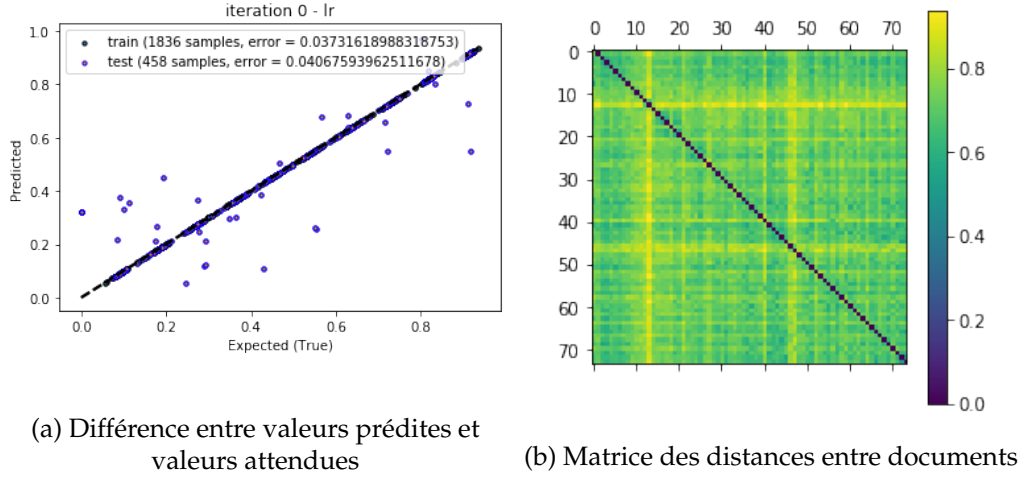 iteration 0 - lr
train (1836 samples, error = 0.03731618988318753)
test (458 samples, error = 0.04067593962511678)
1.0
0.8
0.6
0.4
0.2
0.0
Predicted
0.0 0.2 0.4 0.6 0.8
Expected (True)
0 10 20 30 40 50 60 70
0
10
20
30
40
50
60
70
0.8
0.6
0.4
0.2
0.0
(a) Différence entre valeurs prédites et
valeurs attendues
(b) Matrice des distances entre documents